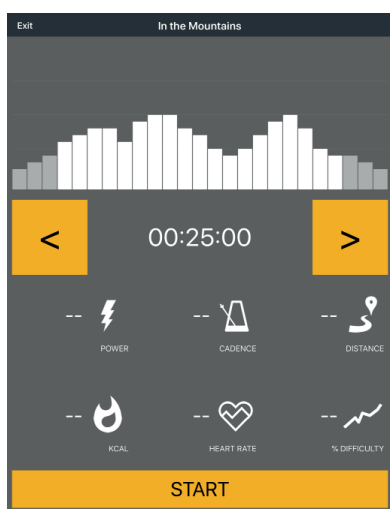 Exit In the Mountains
< 00:25:00 >
-- -- --
POWER CADENCE DISTANCE
-- -- --
KCAL HEART RATE % DIFFICULTY
START